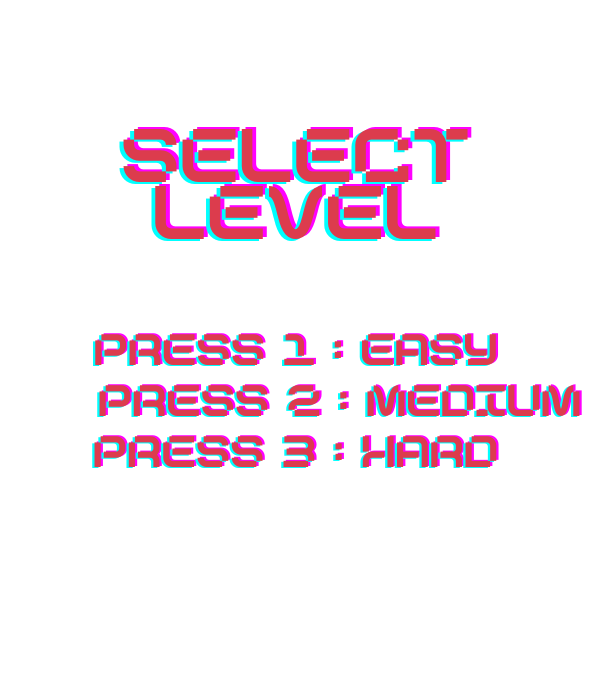 SELECT
LEVEL
PRESS 1 : EASY
PRESS 2 : MEDIUM
PRESS 3 : HARD